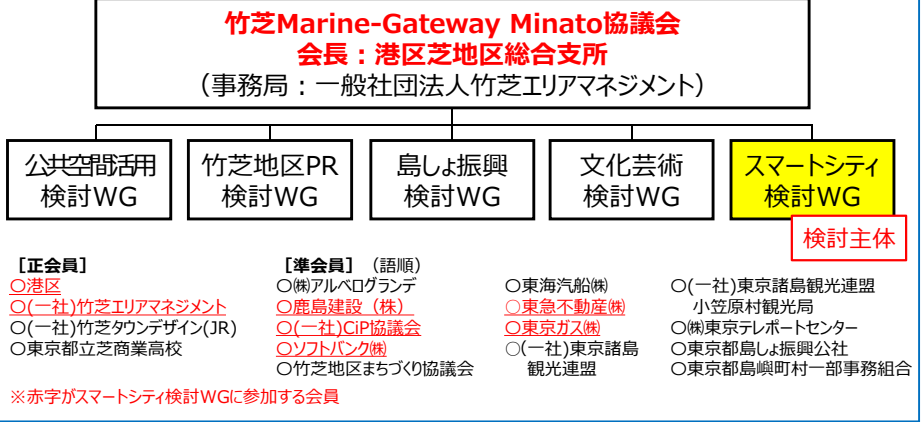 竹芝Marine-Gateway Minato協議会
会長：港区芝地区総合支所
（事務局：一般社団法人竹芝エリアマネジメント）
公共空間活用
検討WG
竹芝地区PR
検討WG
島しょ振興
検討WG
文化芸術
検討WG
スマートシティ
検討WG
検討主体
［正会員］
○港区
○(一社)竹芝エリアマネジメント
○(一社)竹芝タウンデザイン(JR)
○東京都立芝商業高校
［準会員］（語順）
○㈱アルベログランデ
○鹿島建設（株）
○(一社)CiP協議会
○ソフトバンク㈱
○竹芝地区まちづくり協議会
○東海汽船㈱
○東急不動産㈱
○東京ガス㈱
○(一社)東京諸島
観光連盟
○(一社)東京諸島観光連盟
小笠原村観光局
○㈱東京テレポートセンター
○東京都島しょ振興公社
○東京都島嶼町村一部事務組合
※赤字がスマートシティ検討WGに参加する会員